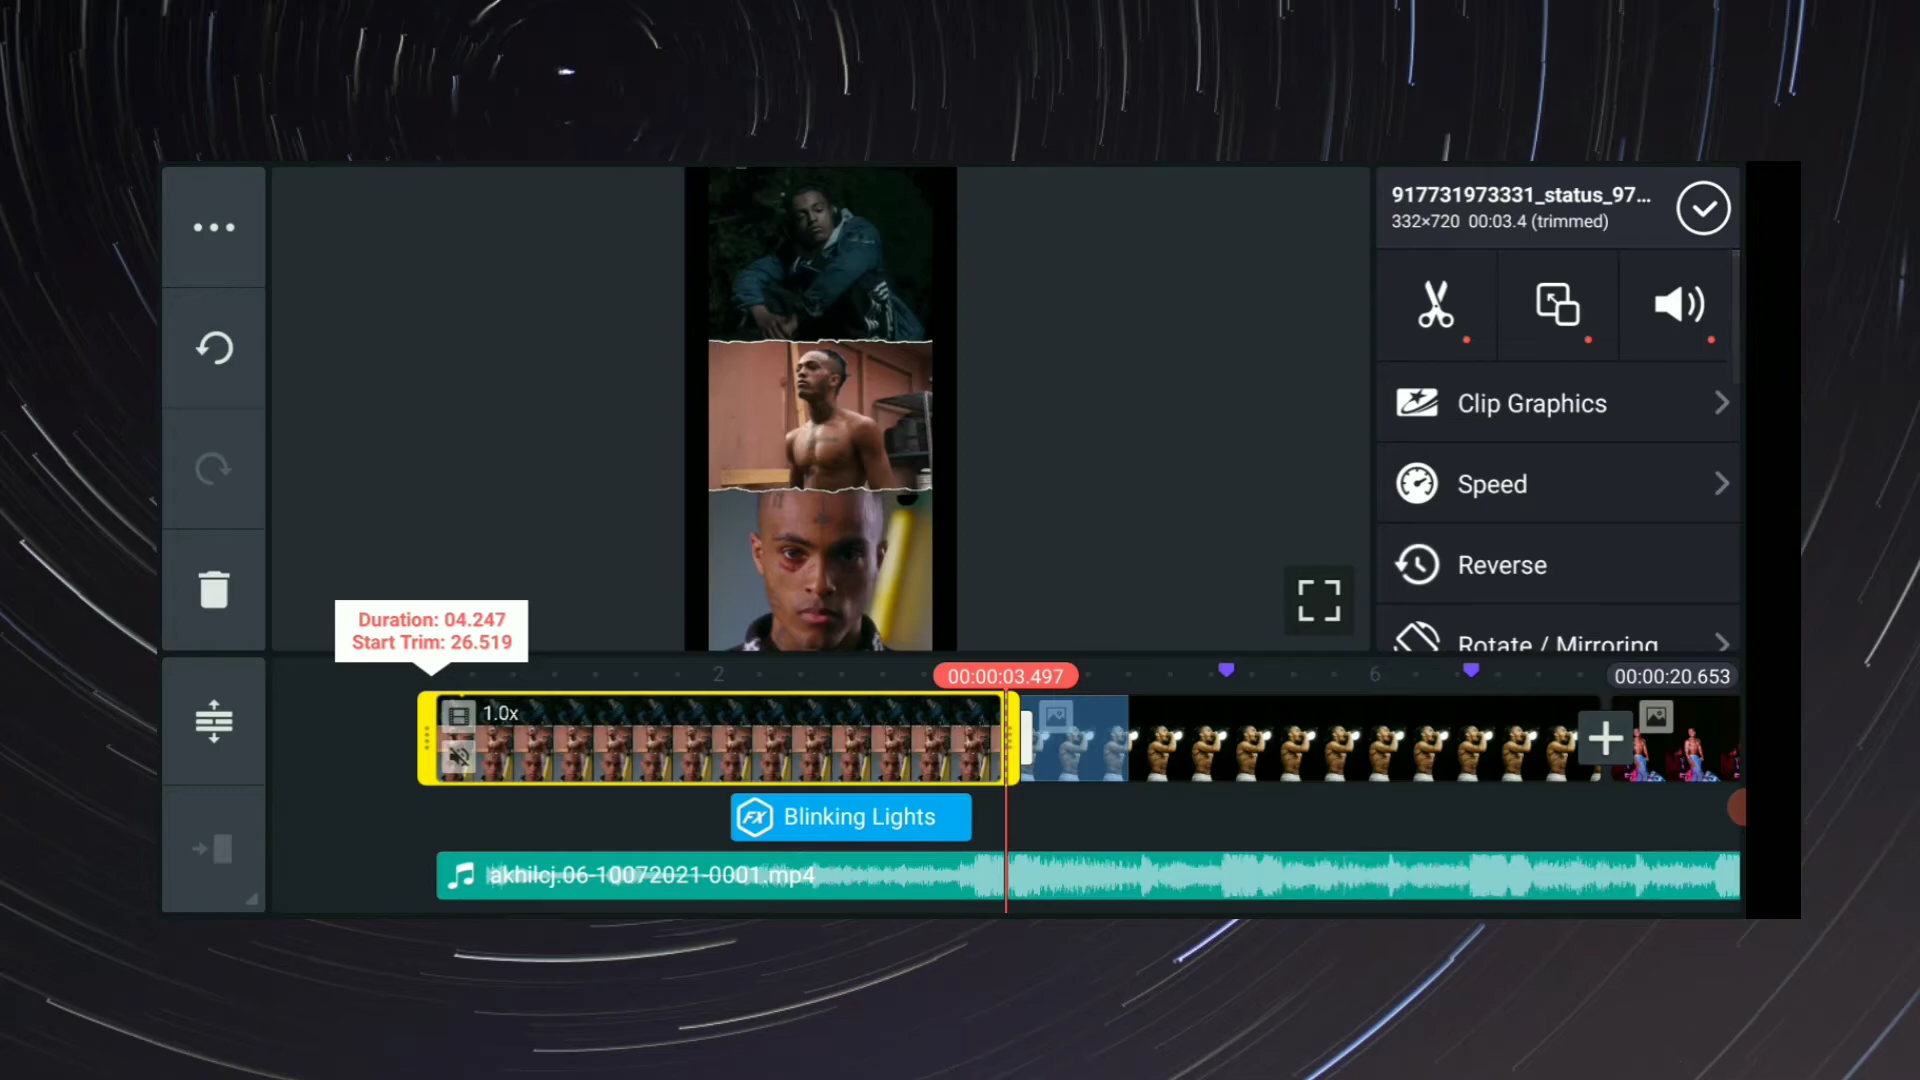 917731973331_status_97...
332×720 00:03.4 (trimmed)
Clip Graphics
Speed
Reverse
Rotate / Mirroring
Duration: 04.247
Start Trim: 26.519
2
00:00:03.497
6
00:00:20.653
1.0x
FX Blinking Lights
akhilcj.06-10072021-0001.mp4